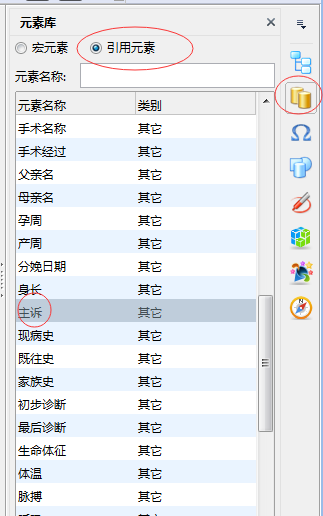 元素库
宏元素 引用元素
元素名称:
元素名称 类别
手术名称 其它
手术经过 其它
父亲名 其它
母亲名 其它
孕周 其它
产周 其它
分娩日期 其它
身长 其它
主诉 其它
现病史 其它
既往史 其它
家族史 其它
初步诊断 其它
最后诊断 其它
生命体征 其它
体温 其它
脉搏 其它